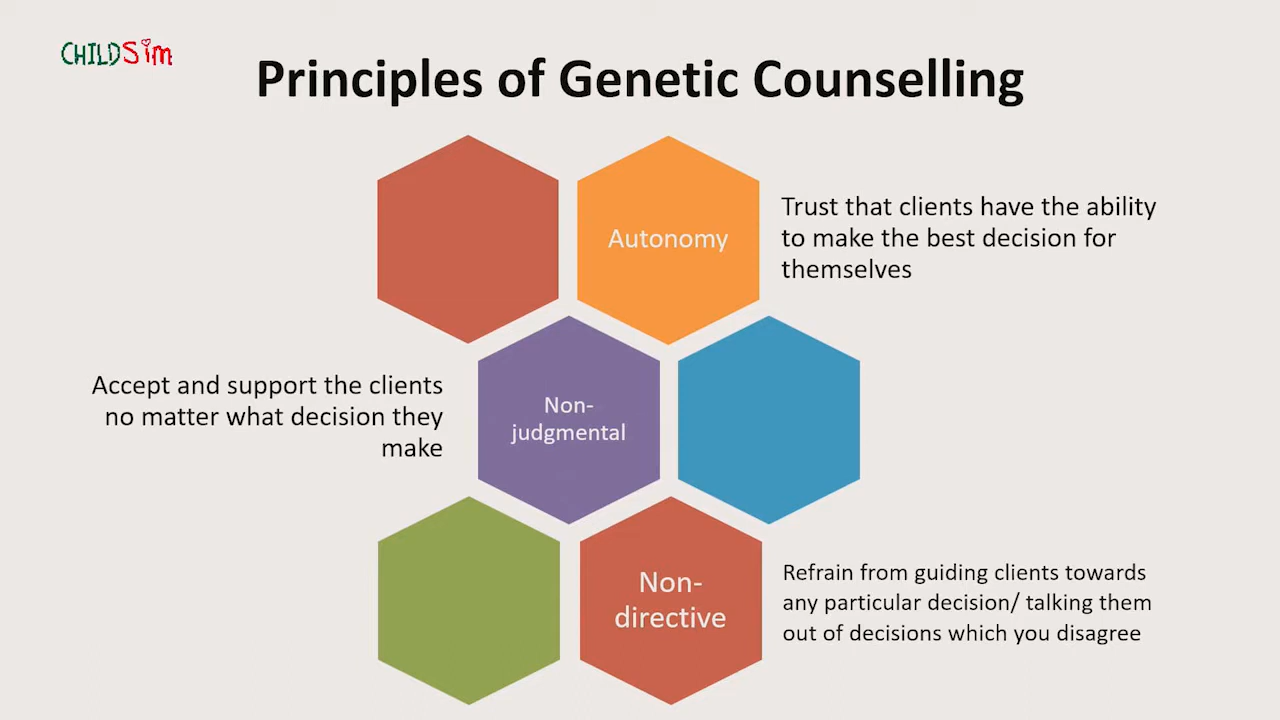 CHILDSim
Principles of Genetic Counselling
Autonomy
Trust that clients have the ability
to make the best decision for
themselves
Accept and support the clients
no matter what decision they
make
Non-
judgmental
Non-
directive
Refrain from guiding clients towards
any particular decision/ talking them
out of decisions which you disagree